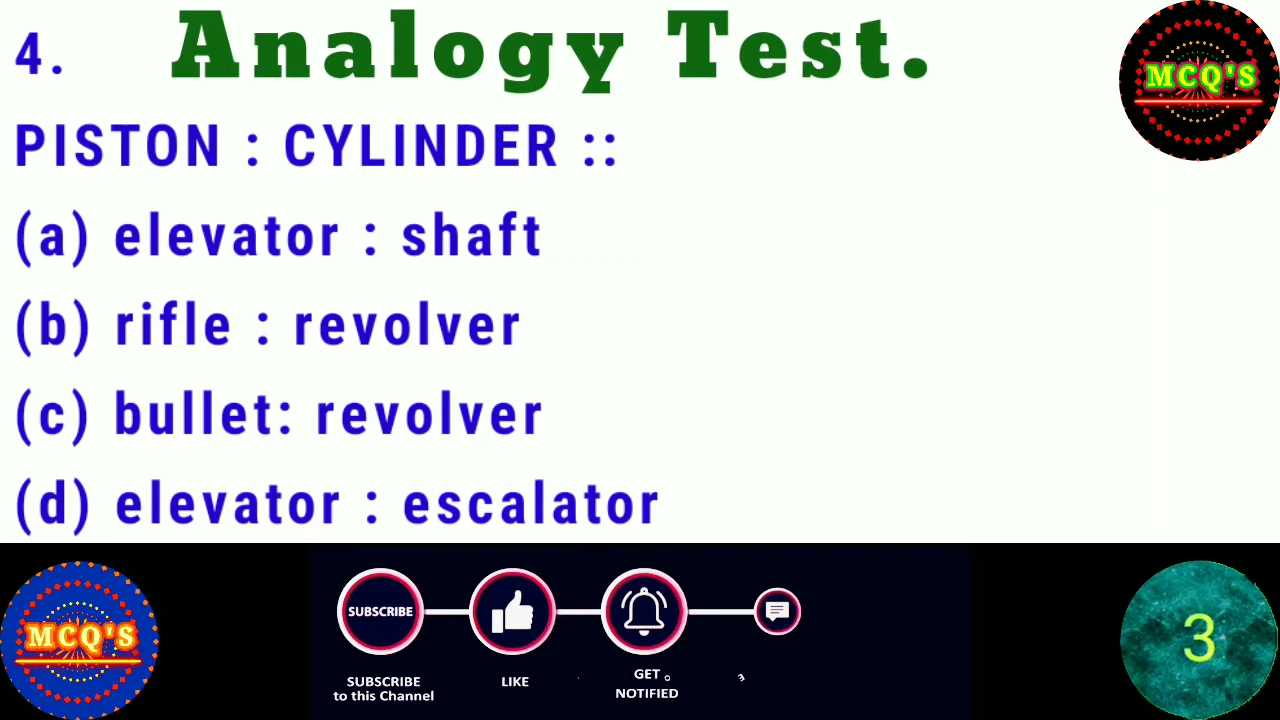 4. Analogy Test.
MCQ'S
PISTON : CYLINDER ::
(a) elevator : shaft
(b) rifle : revolver
(c) bullet: revolver
(d) elevator : escalator
MCQ'S
SUBSCRIBE
SUBSCRIBE
to this Channel
LIKE
GET
NOTIFIED
3